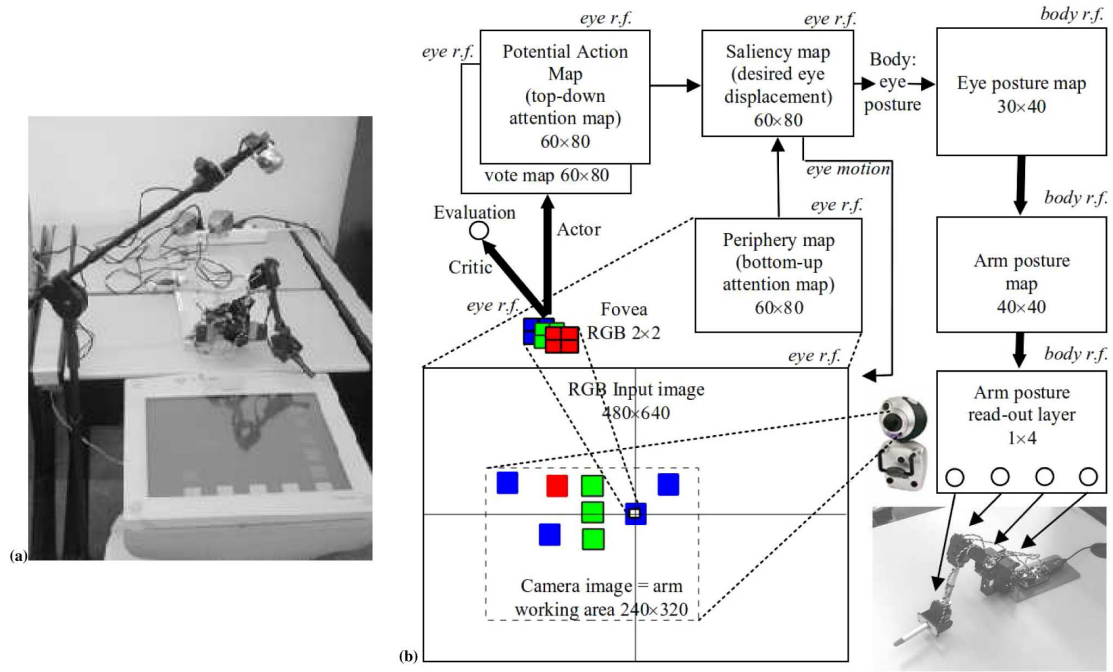 (a)
(b)
eye r.f.
eye r.f.
Potential Action
Map
(top-down
attention map)
60×80
vote map 60×80
eye r.f.
Saliency map
(desired eye
displacement)
60×80
Body:
eye
posture
body r.f.
Eye posture map
30×40
eye motion
Evaluation
Actor
Critic
eye r.f.
Periphery map
(bottom-up
attention map)
60×80
body r.f.
Arm posture
map
40×40
eye r.f.
Fovea
RGB 2×2
eye r.f.
RGB Input image
480×640
body r.f.
Arm posture
read-out layer
1×4
Camera image = arm
working area 240×320